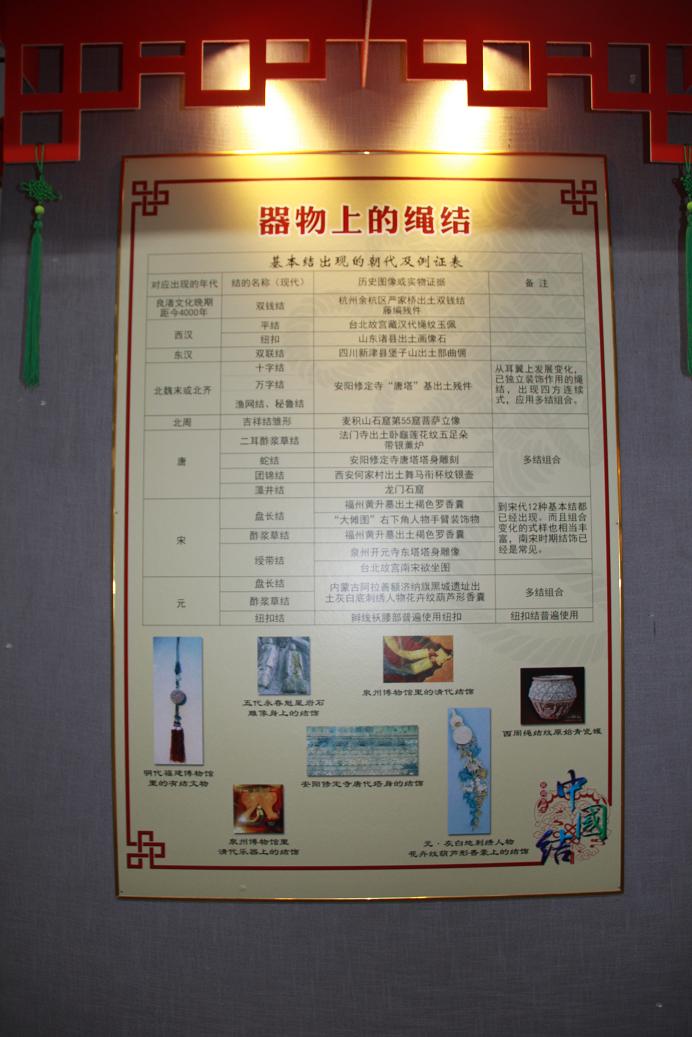 器物上的绳结
基本结出现的朝代及例证表
对应出现的年代 结的名称（现代） 历史图像或实物证据 备 注
良渚文化晚期
距今4000年
双钱结
杭州余杭区严家桥出土双钱结
藤编残件
西汉
平结 台北故宫藏汉代绳纹玉佩
纽扣 山东诸县出土画像石
东汉 双联结 四川新津县堡子山出土部曲俑
北魏末或北齐
十字结
万字结
渔网结、秘鲁结
安阳修定寺“唐塔”基出土残件
从耳翼上发展变化，
已独立装饰作用的绳
结，出现四方连续
式，应用多结组合。
北周 吉祥结雏形 麦积山石窟第55窟菩萨立像
唐
二耳酢浆草结
法门寺出土卧龜莲花纹五足朵
带银熏炉
蛇结 安阳修定寺唐塔塔身雕刻
团锦结 西安何家村出土舞马衔杯纹银壶
藻井结 龙门石窟
多结组合
宋
盘长结
福州黄升墓出土褐色罗香囊
“大傩图”右下角人物手臂装饰物
酢浆草结 福州黄升墓出土褐色罗香囊
绶带结
泉州开元寺东塔塔身雕像
台北故宫南宋欲坐图
到宋代12种基本结都
已经出现。而且组合
变化的式样也相当丰
富，南宋时期结饰已
经是常见。
元
盘长结
酢浆草结
内蒙古阿拉善额济纳旗黑城遗址出
土灰白底刺绣人物花卉纹葫芦形香囊
多结组合
纽扣结 辫线袄腰部普遍使用纽扣 纽扣结普遍使用
五代永春魁星岩石
雕像身上的结饰
泉州博物馆里的清代结饰
西周绳结纹原始青瓷罐
明代福建博物馆
里的有结文物
安阳修定寺唐代塔身的结饰
泉州博物馆里
清代乐器上的结饰
元·灰白地刺绣人物
花卉纹葫芦形香囊上的结饰
中国结